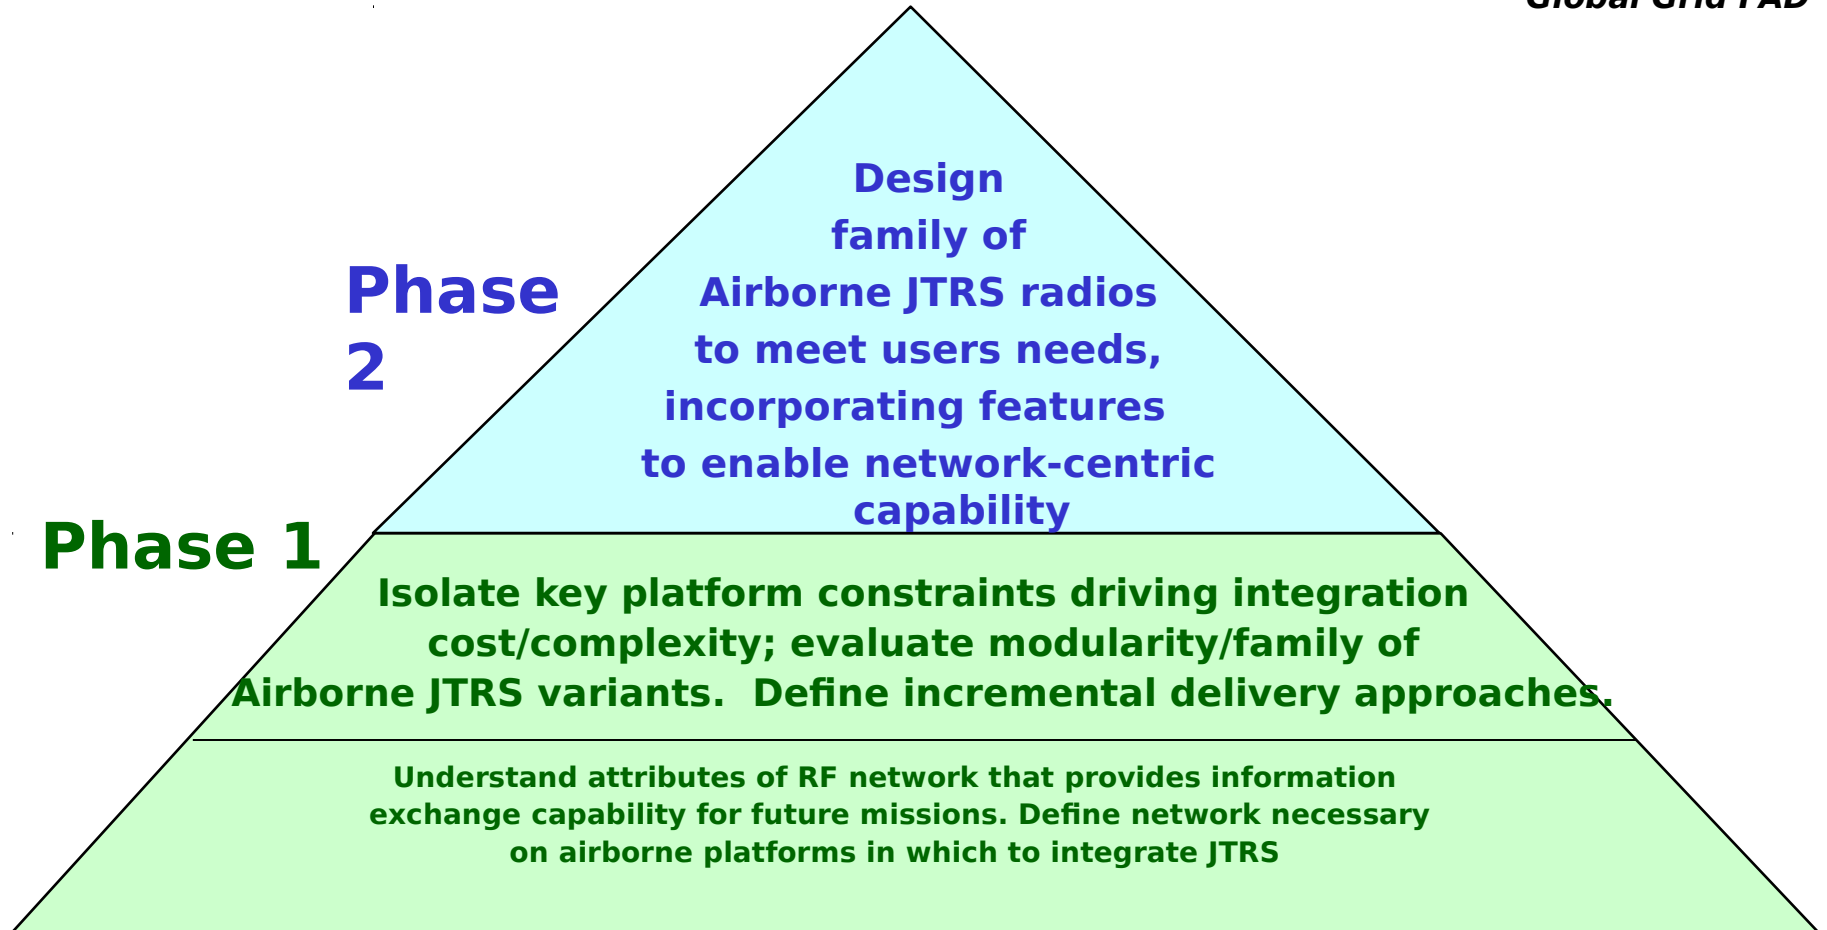 Global Grid PAD
Design
family of
Airborne JTRS radios
to meet users needs,
incorporating features
to enable network-centric
capability
Phase
2
Phase 1
Isolate key platform constraints driving integration
cost/complexity; evaluate modularity/family of
Airborne JTRS variants.  Define incremental delivery approaches.
Understand attributes of RF network that provides information
exchange capability for future missions. Define network necessary
on airborne platforms in which to integrate JTRS